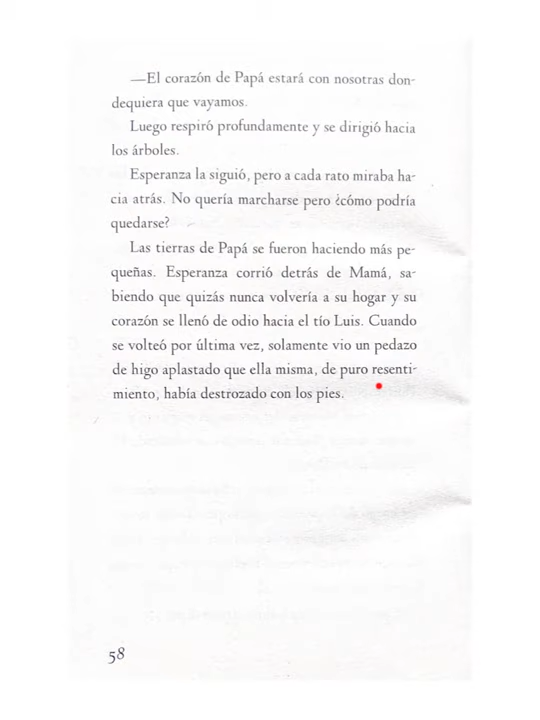 —El corazón de Papá estará con nosotras don-
dequiera que vayamos.
Luego respiró profundamente y se dirigió hacia
los árboles.
Esperanza la siguió, pero a cada rato miraba ha-
cia atrás. No quería marcharse pero ¿cómo podría
quedarse?
Las tierras de Papá se fueron haciendo más pe-
queñas. Esperanza corrió detrás de Mamá, sa-
biendo que quizás nunca volvería a su hogar y su
corazón se llenó de odio hacia el tío Luis. Cuando
se volteó por última vez, solamente vio un pedazo
de higo aplastado que ella misma, de puro resenti-
miento, había destrozado con los pies.
58